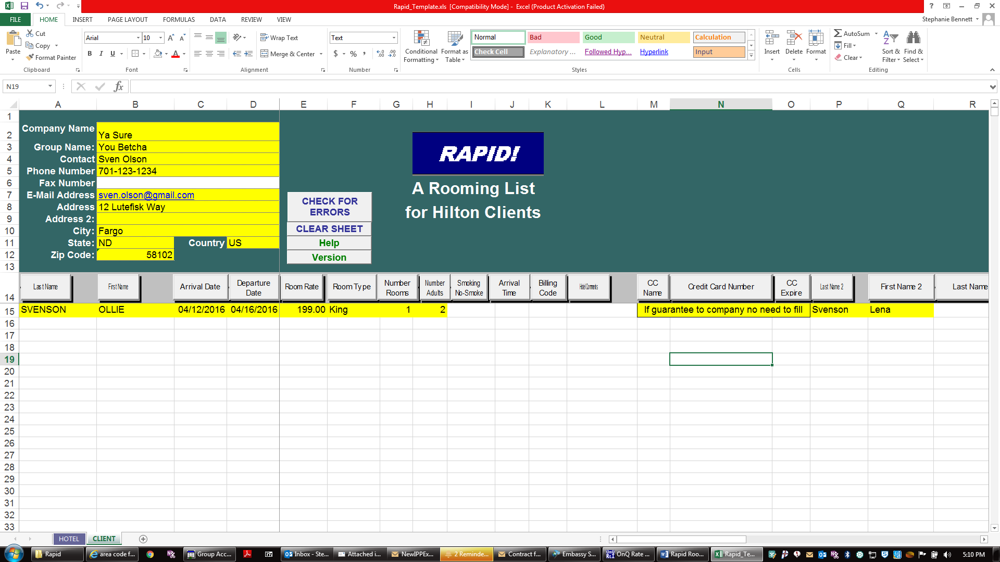 Rapid_Template.xls [Compatibility Mode] - Excel (Product Activation Failed)
FILE HOME INSERT PAGE LAYOUT FORMULAS DATA REVIEW VIEW Stephanie Bennett
Paste Cut Copy Format Painter Clipboard
Arial 10 B I U Font
Wrap Text Merge & Center Alignment
Text $ % , Number
Conditional Formatting Format as Table
Normal Bad Good Neutral Calculation
Check Cell Explanatory ... Followed Hyp... Hyperlink Input
Styles
Insert Delete Format Cells
AutoSum Fill Clear Sort & Filter Find & Select Editing
N19 fx
A B C D E F G H I J K L M N O P Q R
1
2 Company Name Ya Sure
3 Group Name: You Betcha
4 Contact Sven Olson
5 Phone Number 701-123-1234
6 Fax Number
7 E-Mail Address sven.olson@gmail.com
8 Address 12 Lutefisk Way
9 Address 2:
10 City: Fargo
11 State: ND Country US
12 Zip Code: 58102
13
CHECK FOR ERRORS
CLEAR SHEET
Help
Version
RAPID!
A Rooming List
for Hilton Clients
14 Last Name First Name Arrival Date Departure Date Room Rate Room Type Number Rooms Number Adults Smoking No-Smoke Arrival Time Billing Code Hotel Comments CC Name Credit Card Number CC Expire Last Name 2 First Name 2 Last Name
15 SVENSON OLLIE 04/12/2016 04/16/2016 199.00 King 1 2 If guarantee to company no need to fill Svenson Lena
16
17
18
19
20
21
22
23
24
25
26
27
28
29
30
31
32
33
HOTEL CLIENT
Rapid area code f... Group Acc... Inbox - Ste... Attached i... NewIPPEx... 2 Reminde... Contract f... Embassy S... OnQ Rate ... Rapid Roo... Rapid_Te... 5:10 PM